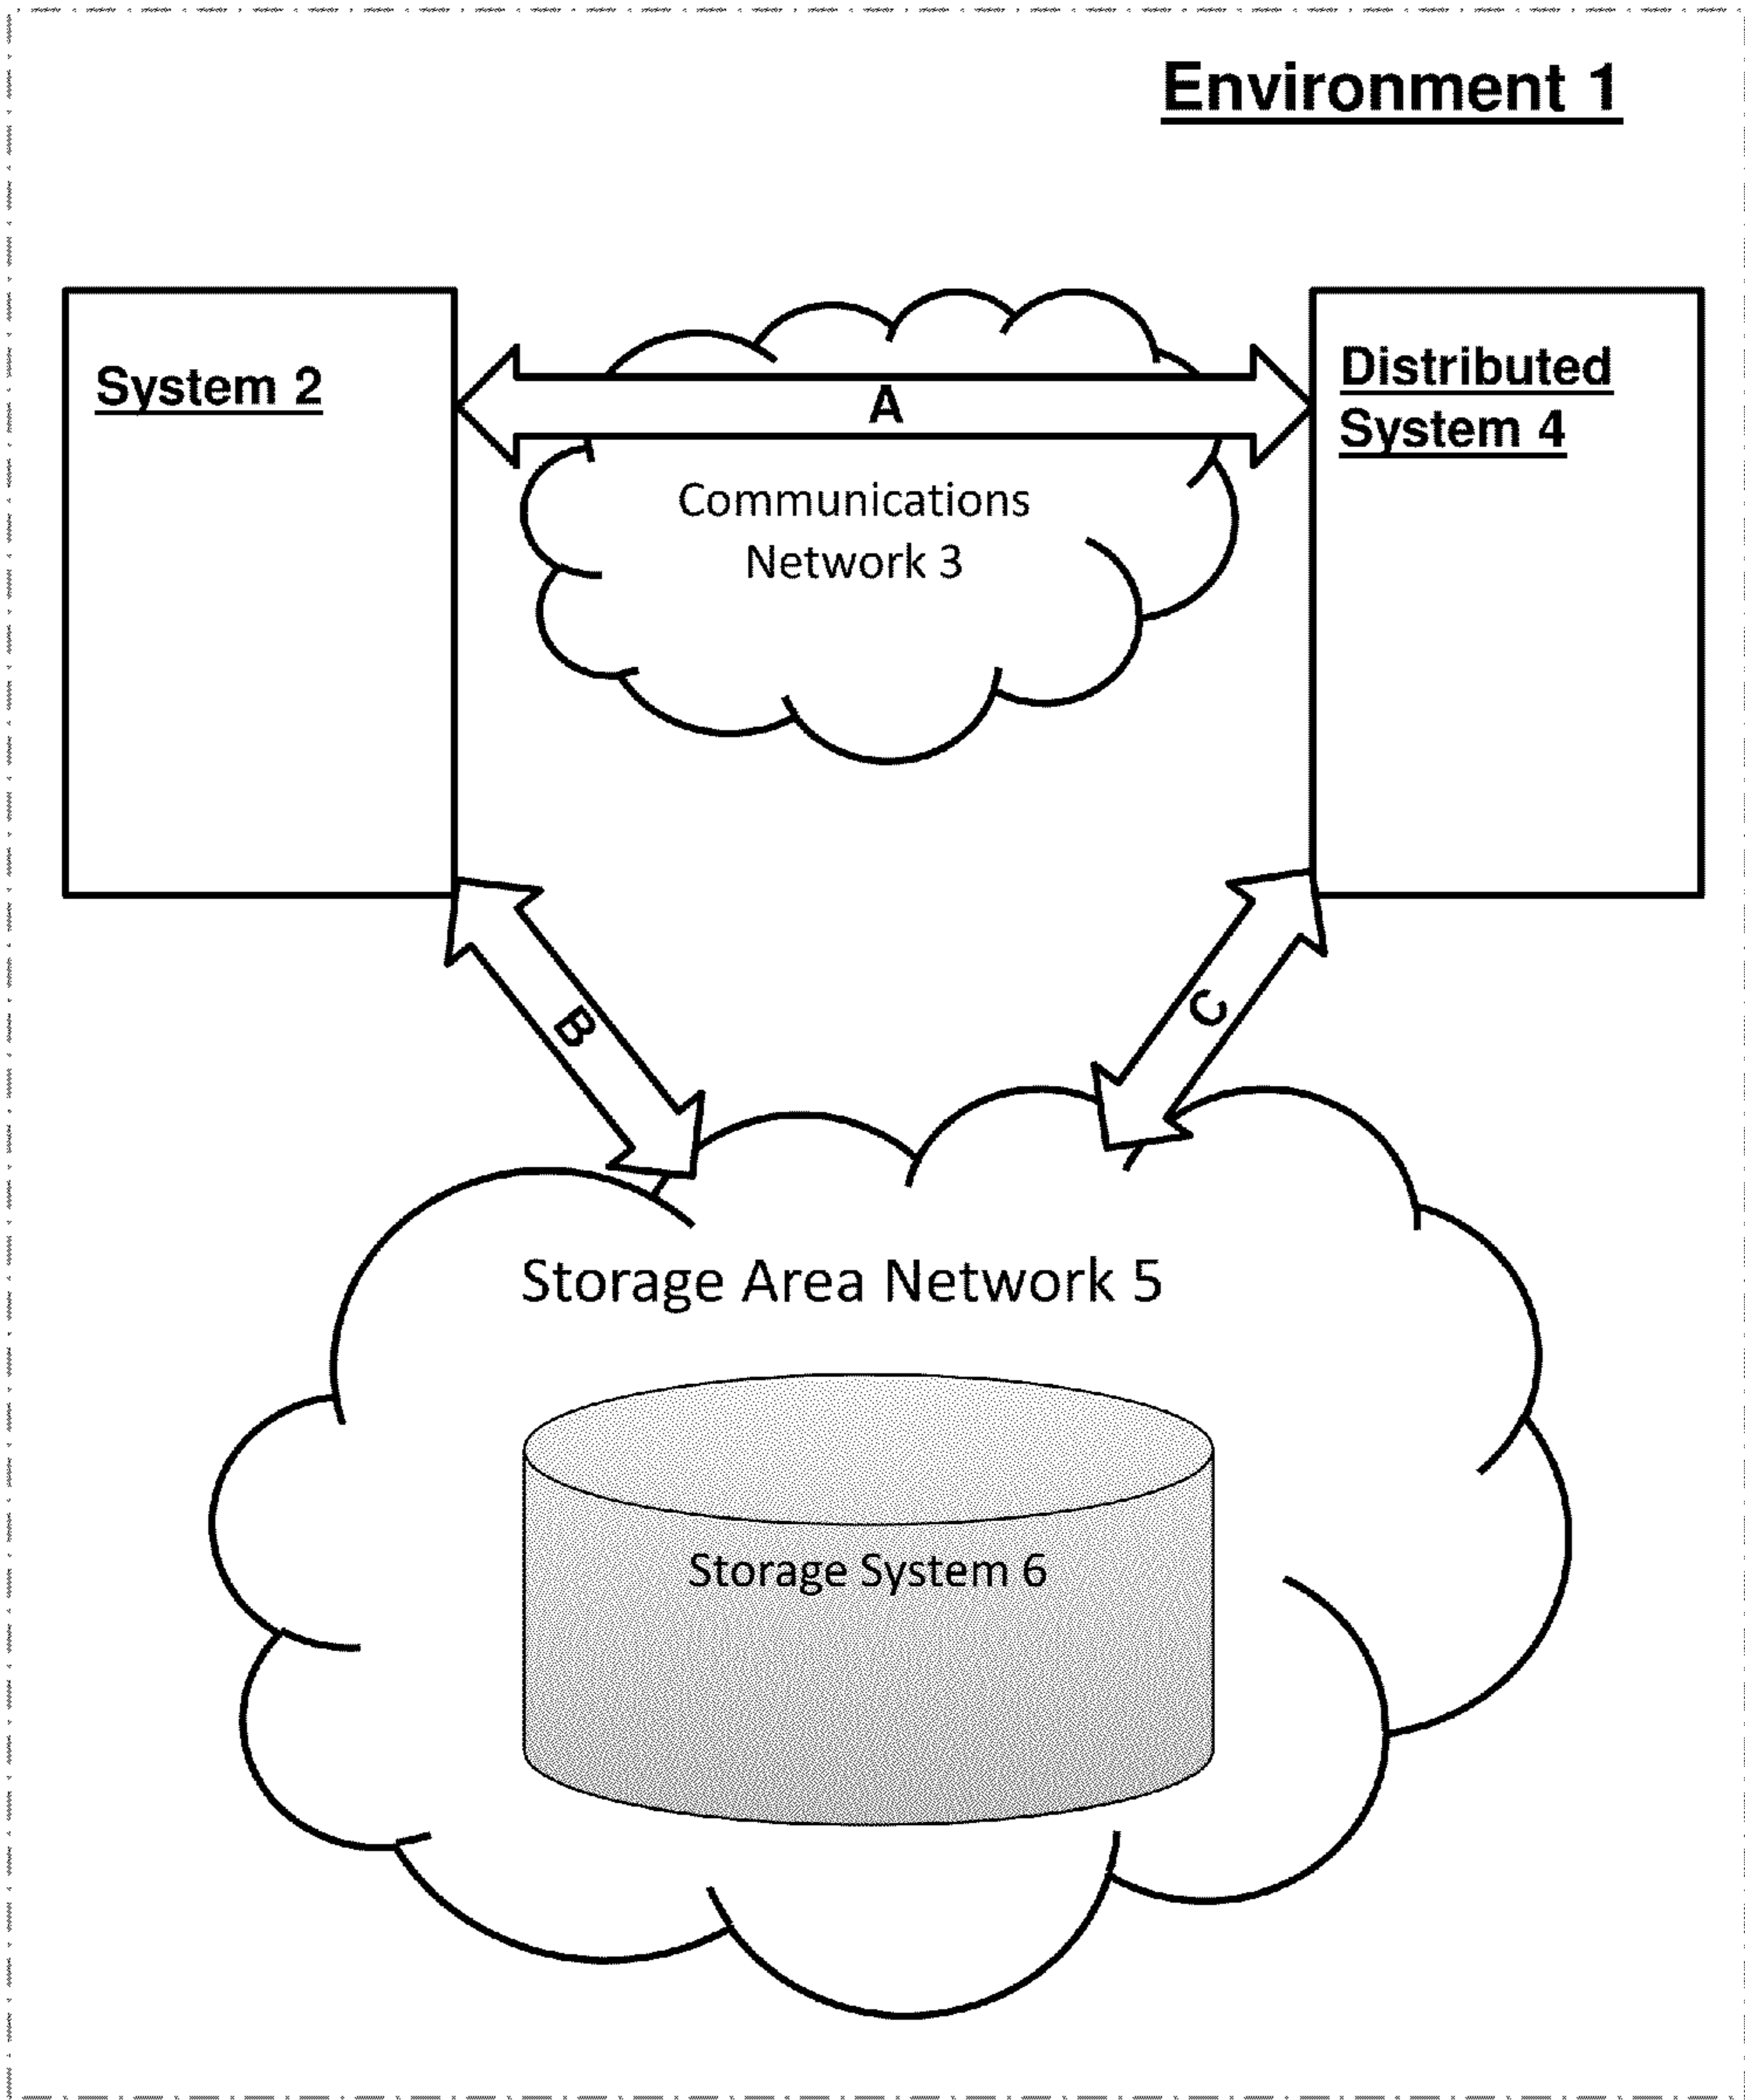 Environment 1
System 2
A
Distributed
System 4
Communications
Network 3
B
C
Storage Area Network 5
Storage System 6